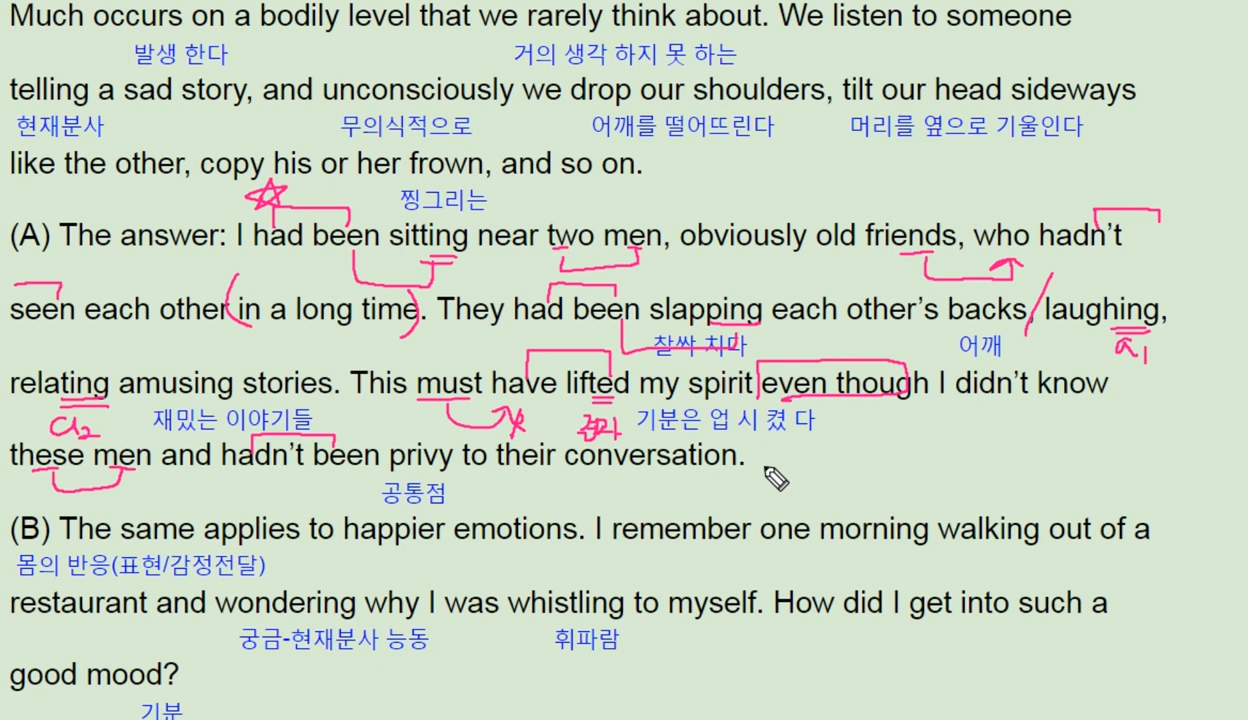 Much occurs on a bodily level that we rarely think about. We listen to someone
발생 한다 거의 생각 하지 못 하는
telling a sad story, and unconsciously we drop our shoulders, tilt our head sideways
현재분사 무의식적으로 어깨를 떨어뜨린다 머리를 옆으로 기울인다
like the other, copy his or her frown, and so on.
찡그리는
(A) The answer: I had been sitting near two men, obviously old friends, who hadn't
seen each other in a long time. They had been slapping each other's backs, laughing,
찰싹 치다 어깨 a1
relating amusing stories. This must have lifted my spirit even though I didn't know
a2 재밌는 이야기들 기분은 업 시 켰 다
these men and hadn't been privy to their conversation.
공통점
(B) The same applies to happier emotions. I remember one morning walking out of a
몸의 반응(표현/감정전달)
restaurant and wondering why I was whistling to myself. How did I get into such a
궁금-현재분사 능동 휘파람
good mood?
기분